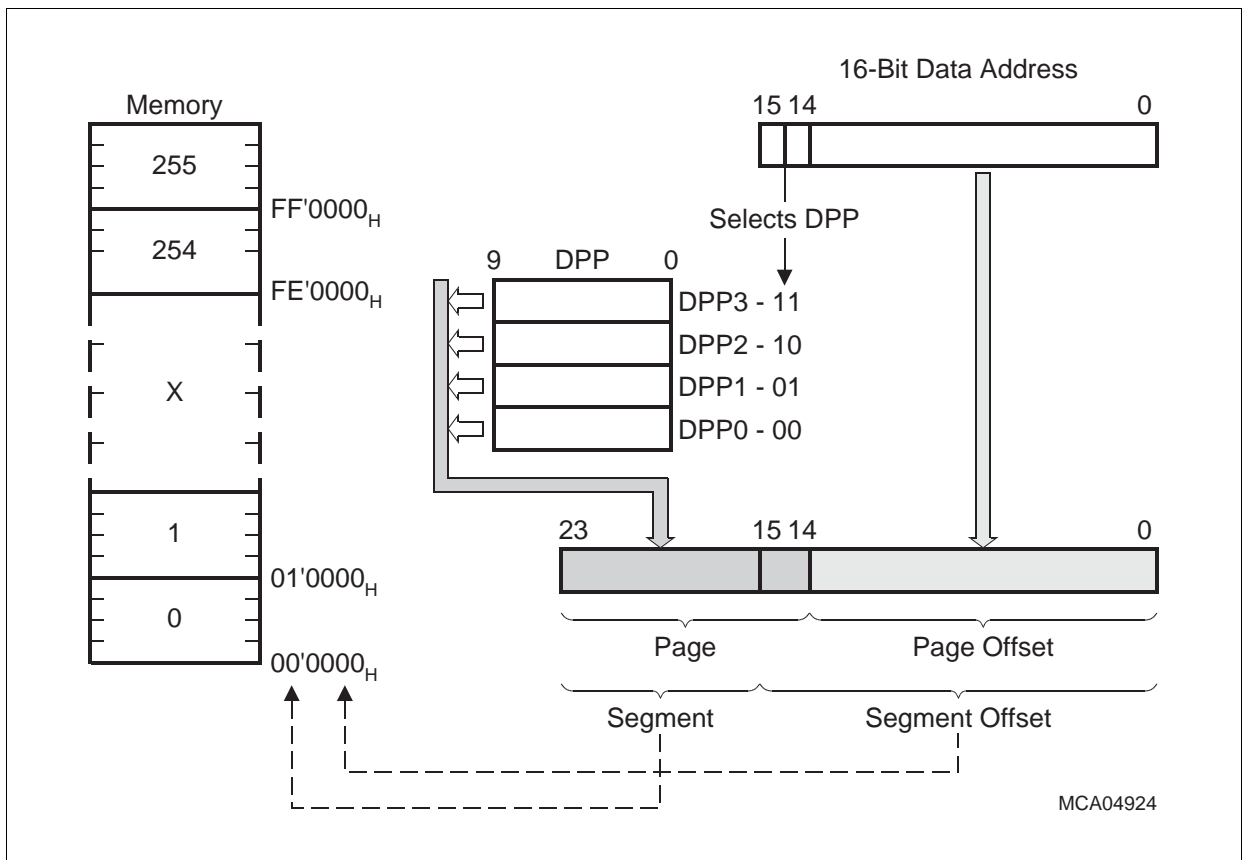 16-Bit Data Address
Memory
15 14 0
255
FF'0000H
Selects DPP
254
9 DPP 0
FE'0000H
DPP3 - 11
DPP2 - 10
X
DPP1 - 01
DPP0 - 00
1
23 15 14 0
01'0000H
0
Page Page Offset
00'0000H
Segment Segment Offset
MCA04924